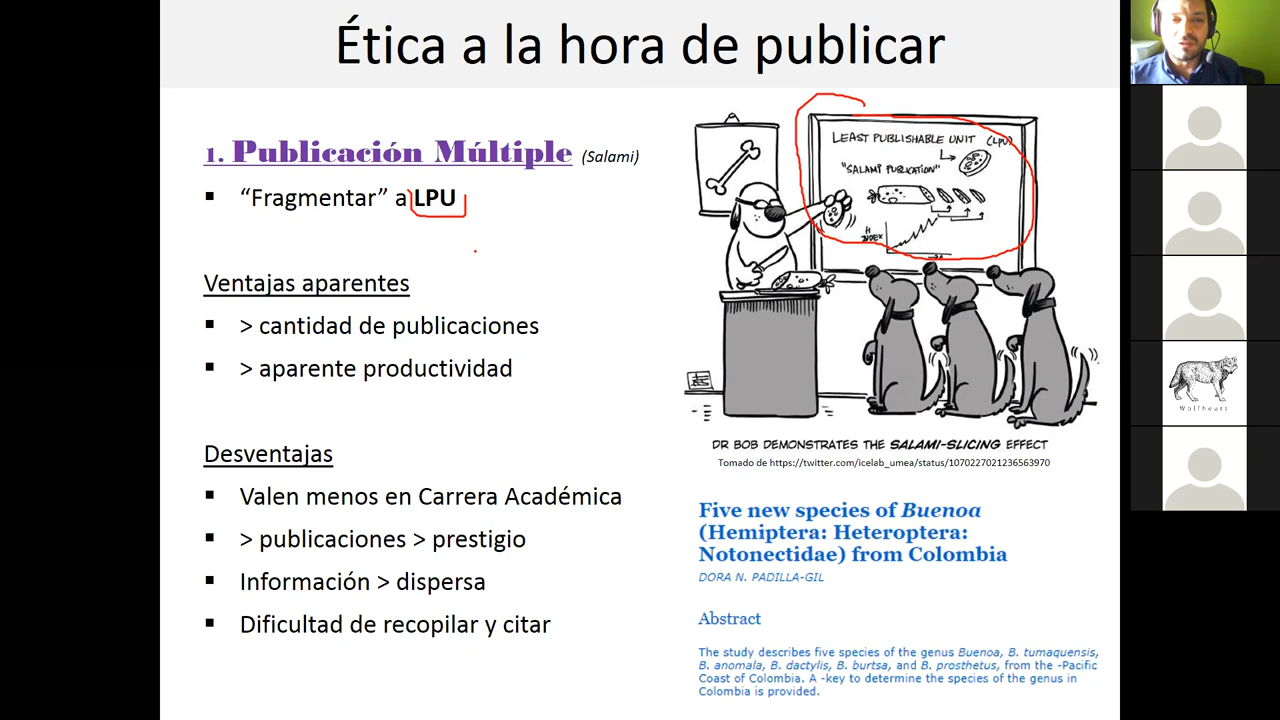 Ética a la hora de publicar
1. Publicación Múltiple (Salami)
▪ “Fragmentar” a LPU
Ventajas aparentes
▪ > cantidad de publicaciones
▪ > aparente productividad
Desventajas
▪ Valen menos en Carrera Académica
▪ > publicaciones > prestigio
▪ Información > dispersa
▪ Dificultad de recopilar y citar
LEAST PUBLISHABLE UNIT (LPU)
"SALAMI PUBLICATION"
H
INDEX
DR BOB DEMONSTRATES THE SALAMI-SLICING EFFECT
Tomado de https://twitter.com/icelab_umea/status/1070227021236563970
Five new species of Buenoa
(Hemiptera: Heteroptera:
Notonectidae) from Colombia
DORA N. PADILLA-GIL
Abstract
The study describes five species of the genus Buenoa, B. tumaquensis,
B. anomala, B. dactylis, B. burtsa, and B. prosthetus, from the -Pacific
Coast of Colombia. A -key to determine the species of the genus in
Colombia is provided.
Wolfheart